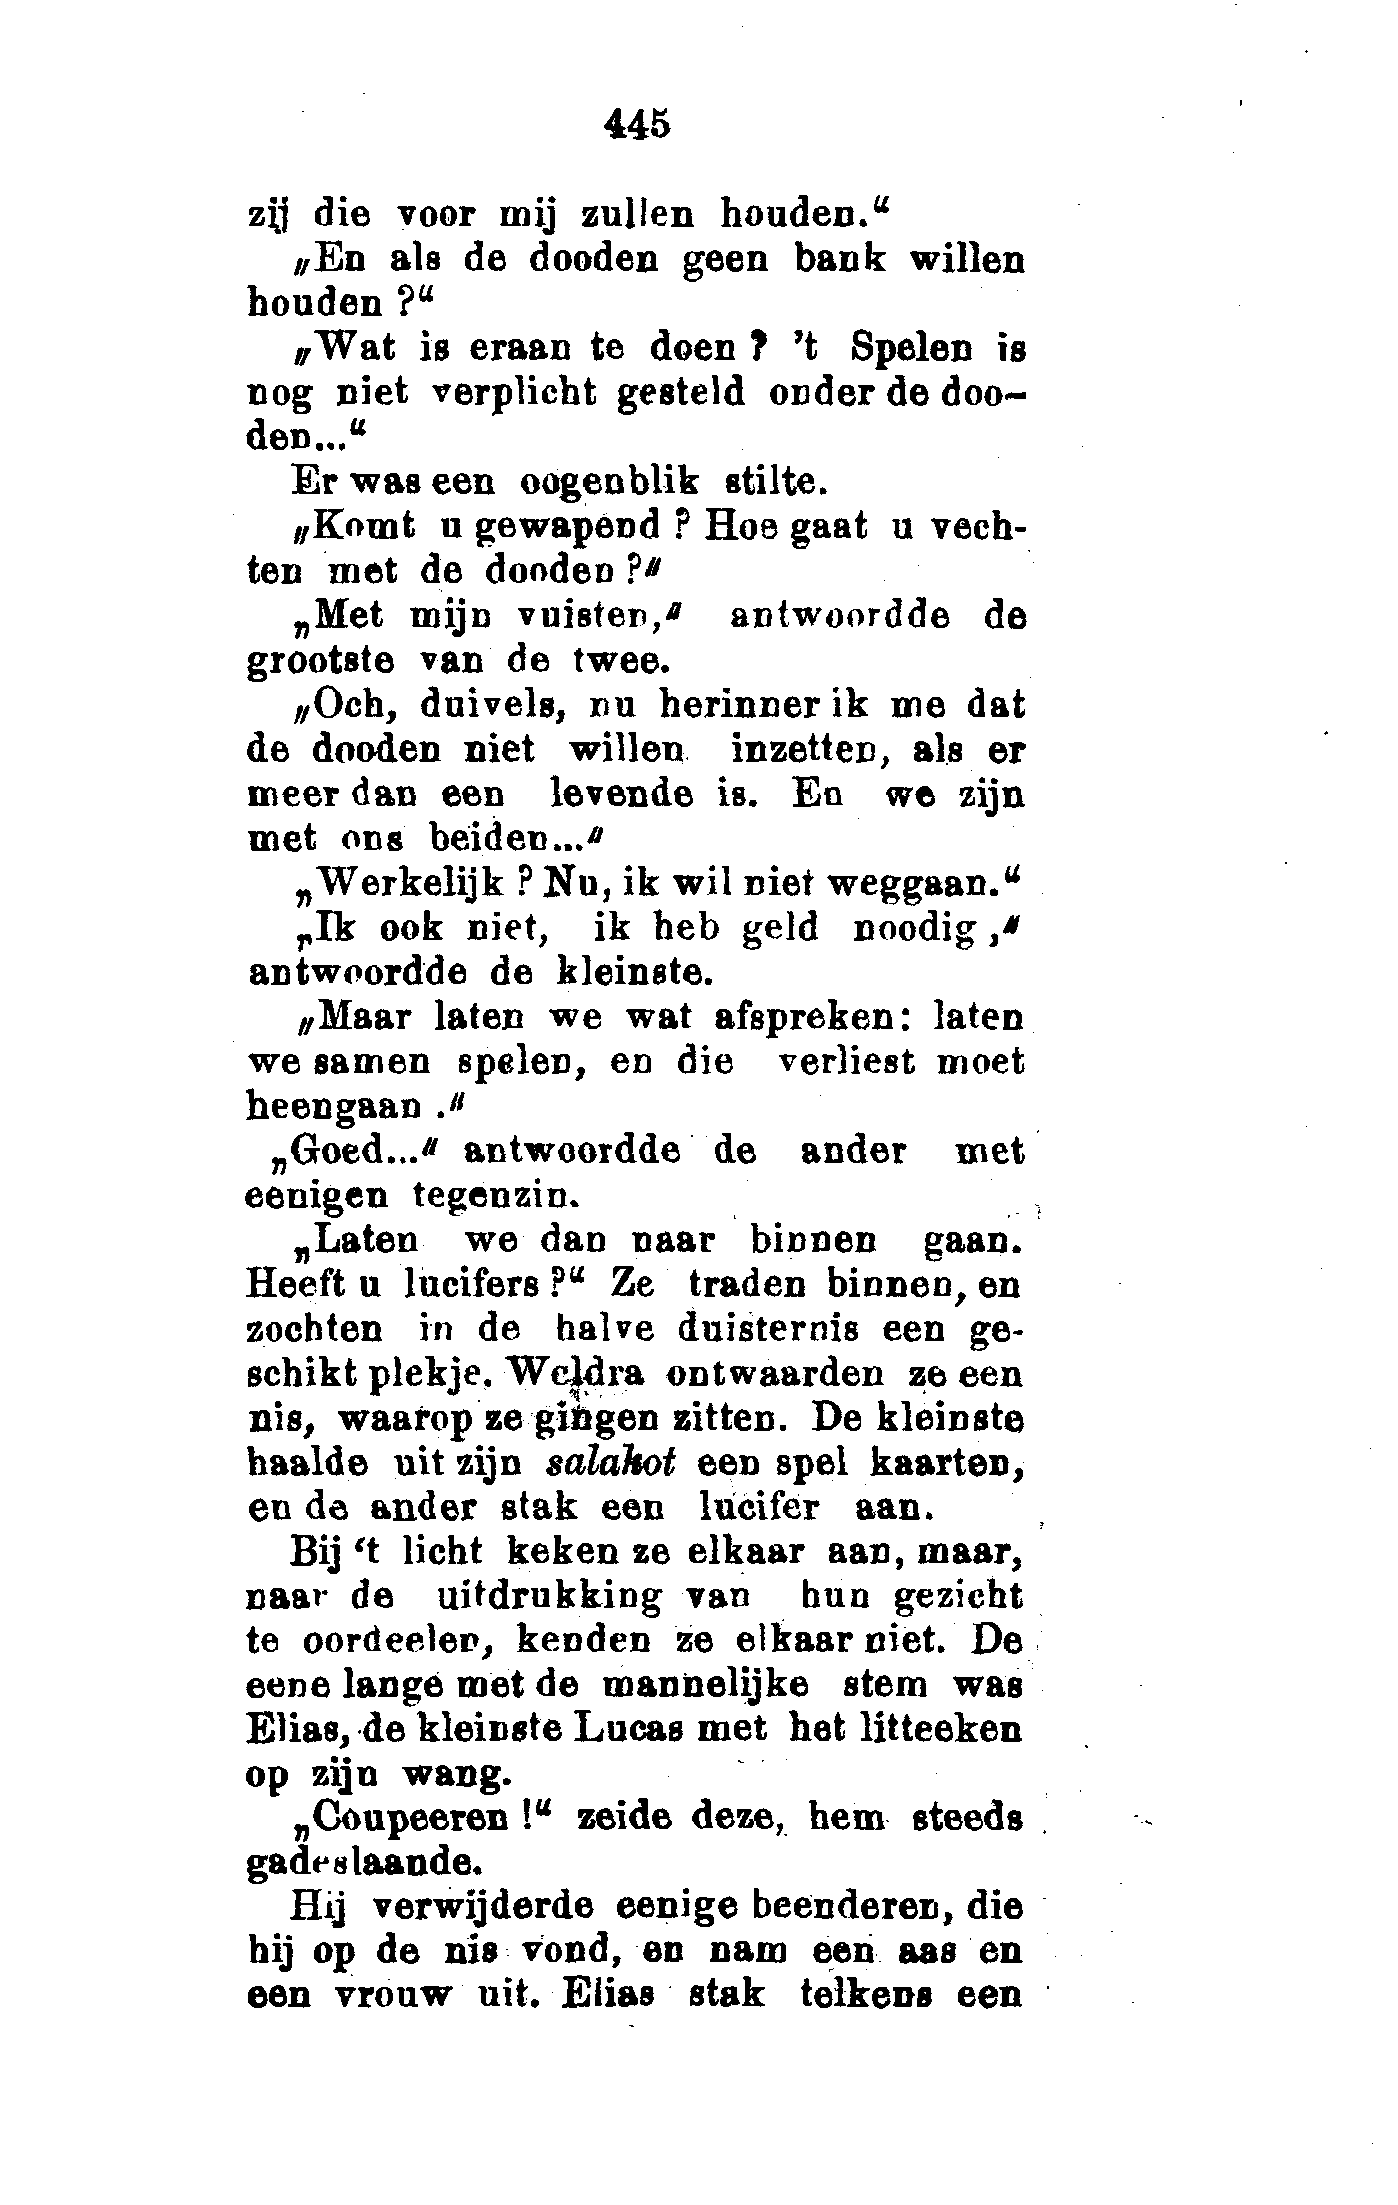 445
zij die voor mij zullen houden.“
„En als de dooden geen bank willen
houden ?“
„Wat is eraan te doen ? ’t Spelen is
nog niet verplicht gesteld onder de doo-
den...“
Er was een oogenblik stilte.
„Komt u gewapend ? Hoe gaat u vech-
ten met de dooden ?"
„Met mijn vuisten," antwoordde de
grootste van de twee.
„Och, duivels, nu herinner ik me dat
de dooden niet willen inzetten, als er
meer dan een levende is. En we zijn
met ons beiden..."
„Werkelijk ? Nu, ik wil niet weggaan.“
„Ik ook niet, ik heb geld noodig ,"
antwoordde de kleinste.
„Maar laten we wat afspreken: laten
we samen spelen, en die verliest moet
heengaan ."
„Goed..." antwoordde de ander met
eenigen tegenzin.
„Laten we dan naar binnen gaan.
Heeft u lucifers ?“ Ze traden binnen, en
zochten in de halve duisternis een ge-
schikt plekje. Weldra ontwaarden ze een
nis, waarop ze gingen zitten. De kleinste
haalde uit zijn salakot een spel kaarten,
en de ander stak een lucifer aan.
Bij ‘t licht keken ze elkaar aan, maar,
naar de uitdrukking van hun gezicht
te oordeelen, kenden ze elkaar niet. De
eene lange met de mannelijke stem was
Elias, de kleinste Lucas met het litteeken
op zijn wang.
„Coupeeren !“ zeide deze, hem steeds
gadeslaande.
Hij verwijderde eenige beenderen, die
hij op de nis vond, en nam een aas en
een vrouw uit. Elias stak telkens een